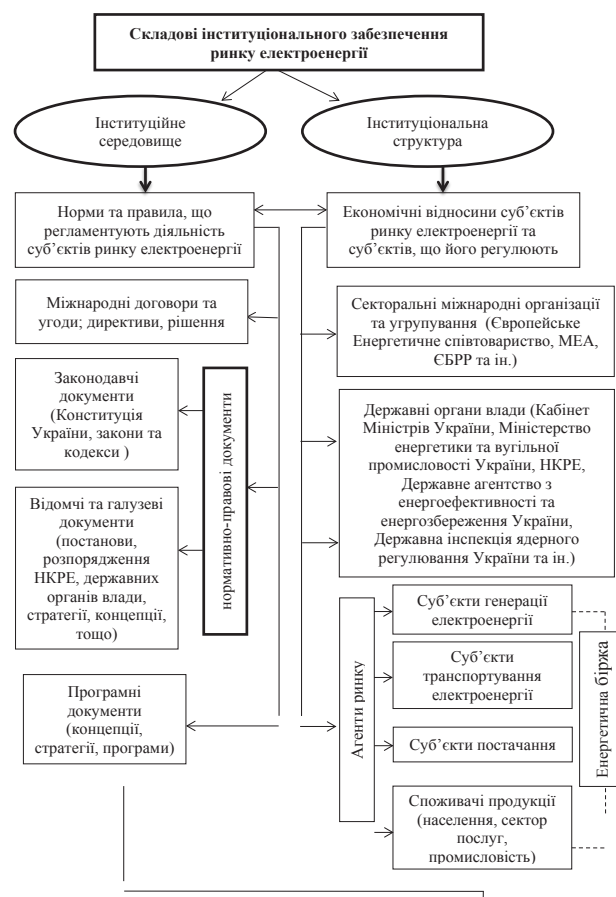 Складові інституціонального забезпечення
ринку електроенергії
Інституційне
середовище
Інституціональна
структура
Норми та правила, що
регламентують діяльність
суб’єктів ринку електроенергії
Економічні відносини суб’єктів
ринку електроенергії та
суб’єктів, що його регулюють
Міжнародні договори та
угоди; директиви, рішення
Секторальні міжнародні організації
та угрупування (Європейське
Енергетичне співтовариство, МЕА,
ЄБРР та ін.)
Законодавчі
документи
(Конституція
України, закони та
кодекси )
нормативно-правові документи
Державні органи влади (Кабінет
Міністрів України, Міністерство
енергетики та вугільної
промисловості України, НКРЕ,
Державне агентство з
енергоефективності та
енергозбереження України,
Державна інспекція ядерного
регулювання України та ін.)
Відомчі та галузеві
документи
(постанови,
розпорядження
НКРЕ, державних
органів влади,
стратегії, концепції,
тощо)
Програмні
документи
(концепції,
стратегії, програми)
Агенти ринку
Суб’єкти генерації
електроенергії
Суб’єкти
транспортування
електроенергії
Суб’єкти постачання
Споживачі продукції
(населення, сектор
послуг,
промисловість)
Енергетична біржа